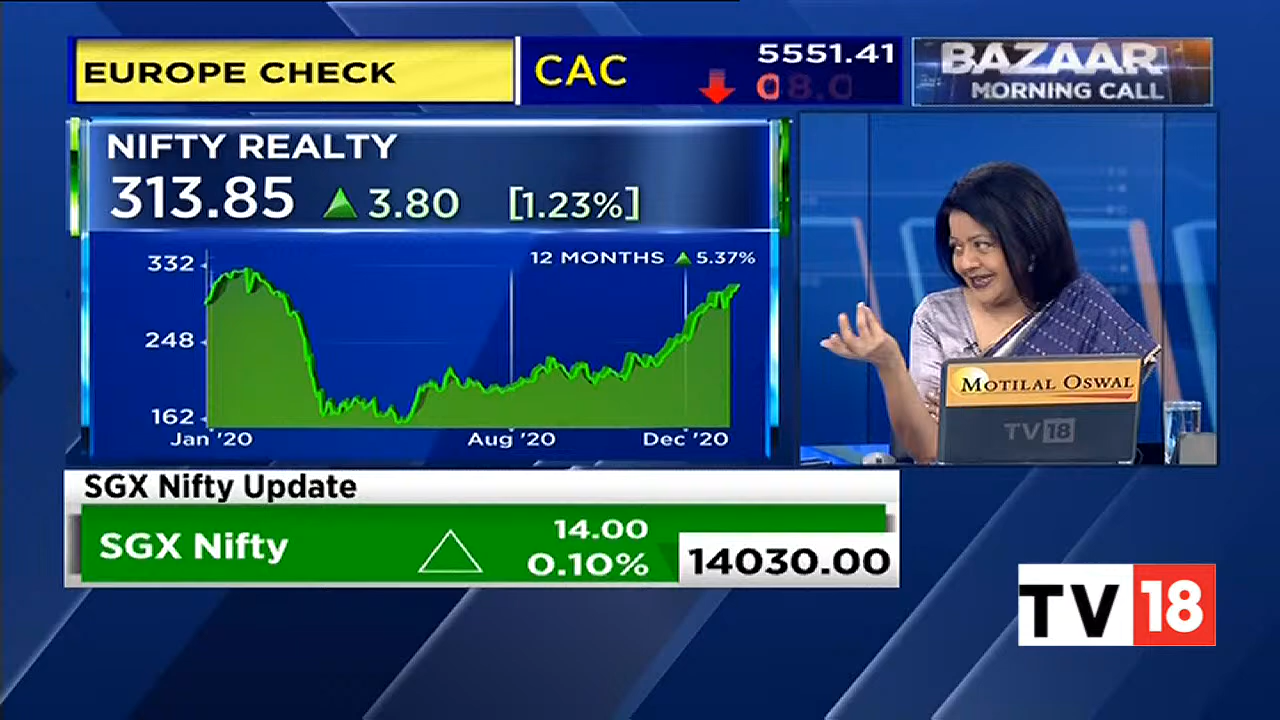 EUROPE CHECK
CAC
5551.41
BAZAAR
MORNING CALL
NIFTY REALTY
313.85 3.80 [1.23%]
12 MONTHS 5.37%
332
248
162
Jan '20 Aug '20 Dec '20
MOTILAL OSWAL
TV18
SGX Nifty Update
SGX Nifty
14.00
0.10%
14030.00
TV18